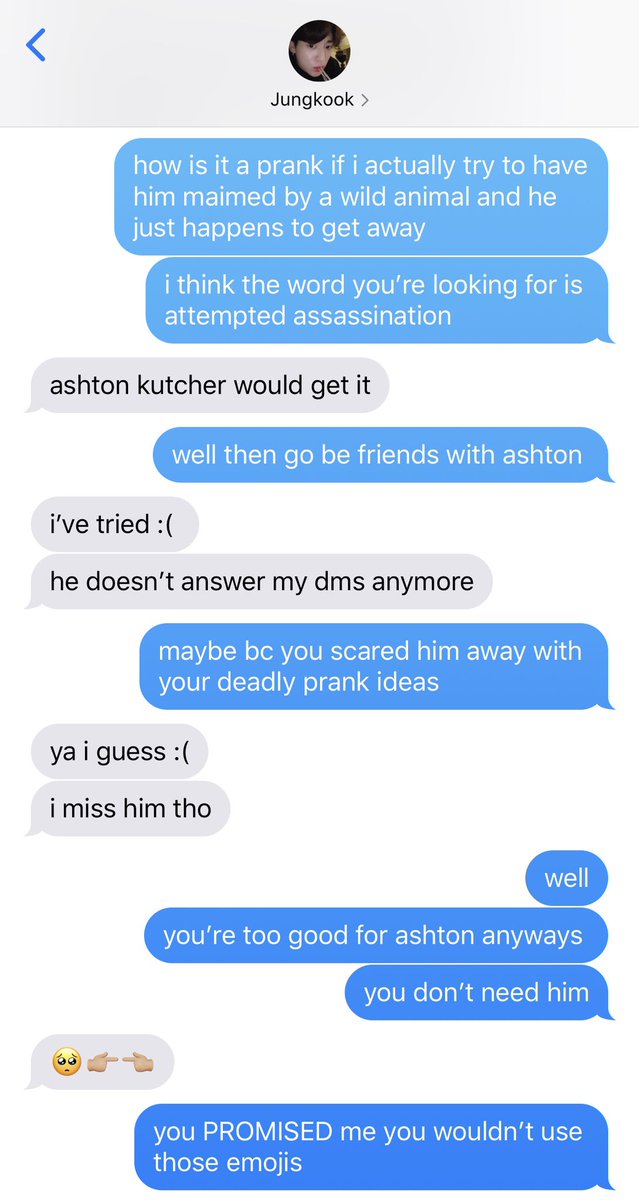 Jungkook
how is it a prank if i actually try to have
him maimed by a wild animal and he
just happens to get away
i think the word you’re looking for is
attempted assassination
ashton kutcher would get it
well then go be friends with ashton
i’ve tried :(
he doesn’t answer my dms anymore
maybe bc you scared him away with
your deadly prank ideas
ya i guess :(
i miss him tho
well
you’re too good for ashton anyways
you don’t need him
🥺👉🏼👈🏼
you PROMISED me you wouldn’t use
those emojis